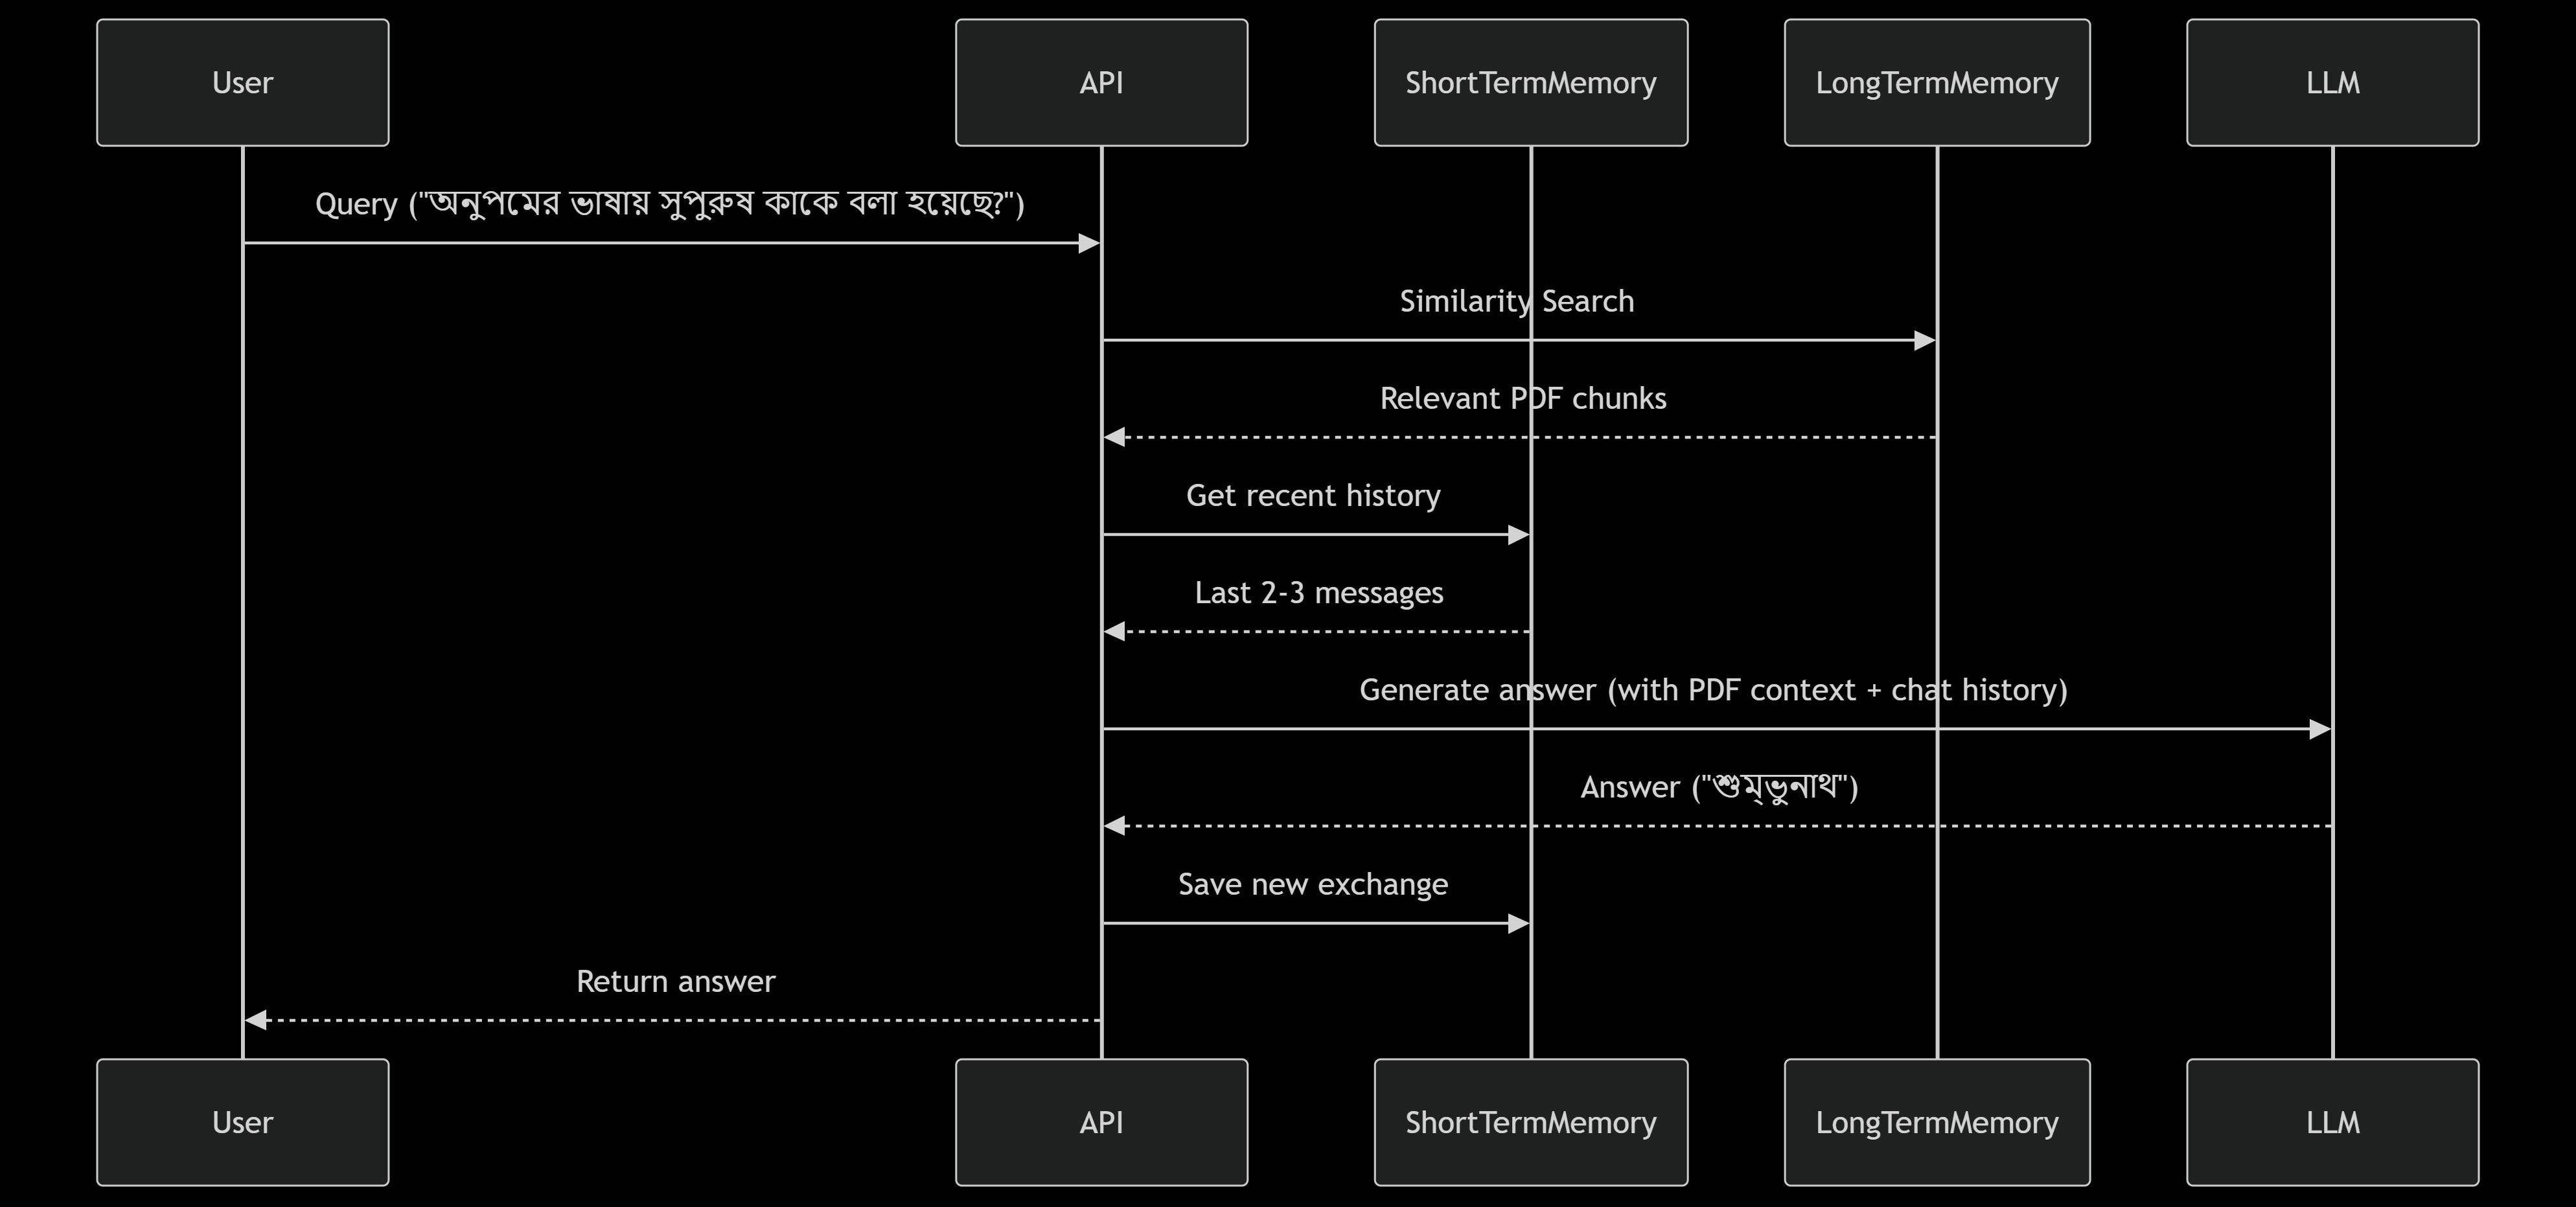 User
API
ShortTermMemory
LongTermMemory
LLM
Query ("অনুপমের ভাষায় সুপুরুষ কাকে বলা হয়েছে?")
Similarity Search
Relevant PDF chunks
Get recent history
Last 2-3 messages
Generate answer (with PDF context + chat history)
Answer ("শুম্ভুনাথ")
Save new exchange
Return answer
User
API
ShortTermMemory
LongTermMemory
LLM